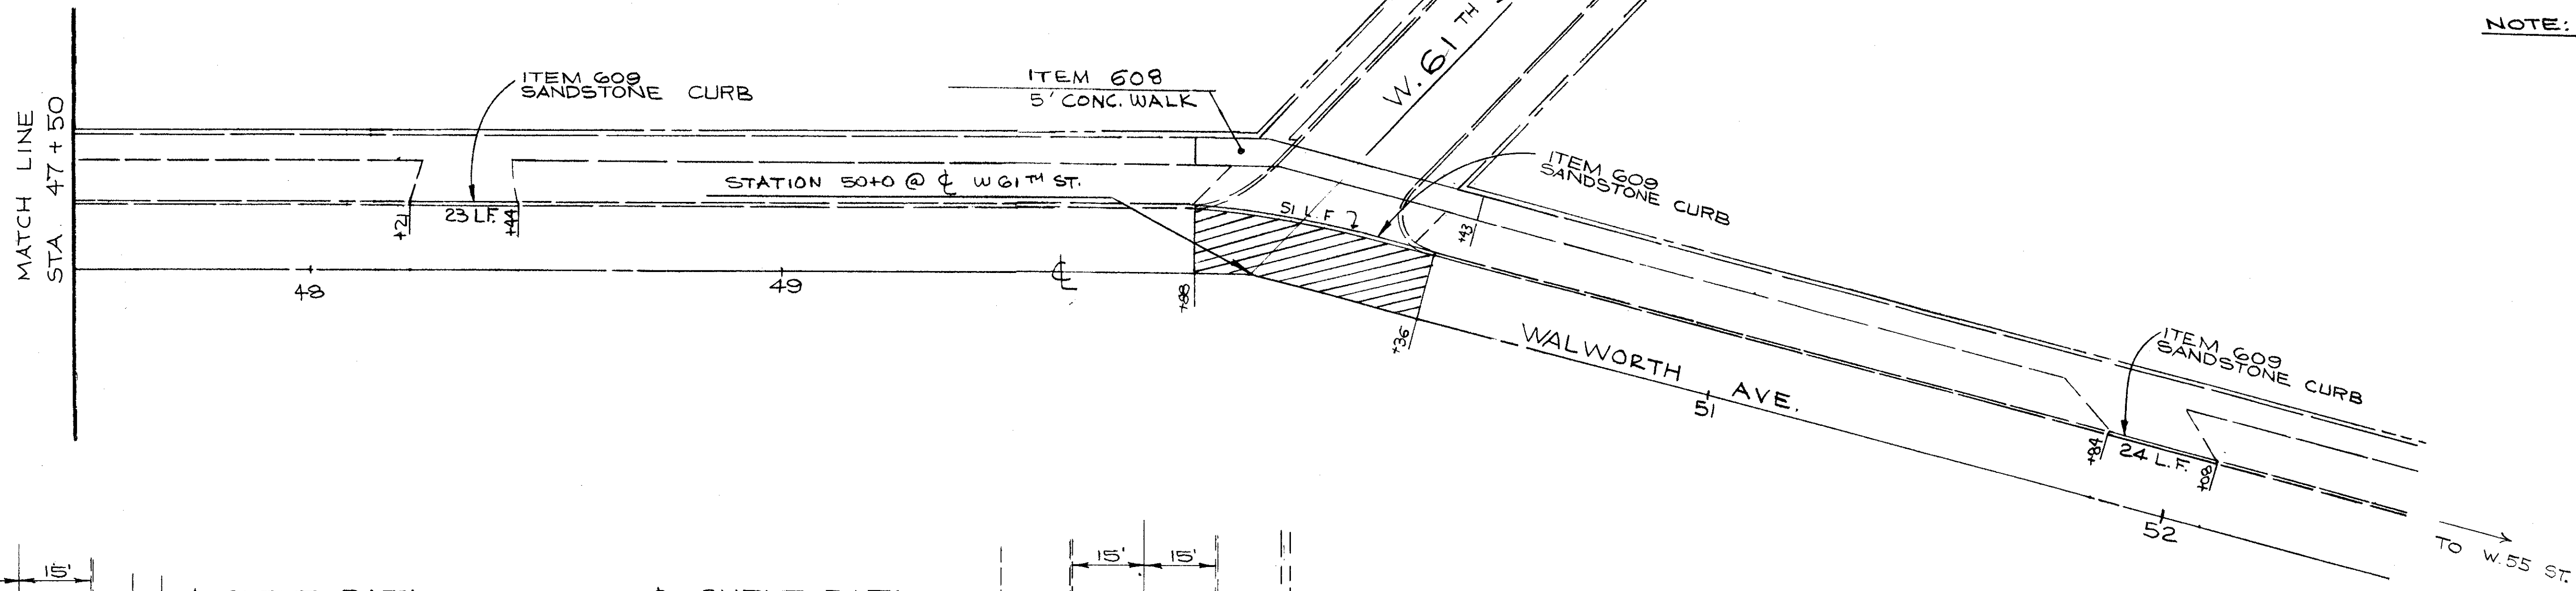 NOTE:
W. 61 TH
MATCH LINE
STA. 47+50
ITEM 609
SANDSTONE CURB
ITEM 608
5' CONC. WALK
STATION 50+0 @ ℄ W 61TH ST.
ITEM 609
SANDSTONE CURB
51 L.F.
+21
23 LF.
+44
+43
48
49
℄
+88
+36
WALWORTH AVE.
51
ITEM 609
SANDSTONE CURB
+84
24 L.F.
+08
52
TO W. 55 ST.
15'
15'
15'